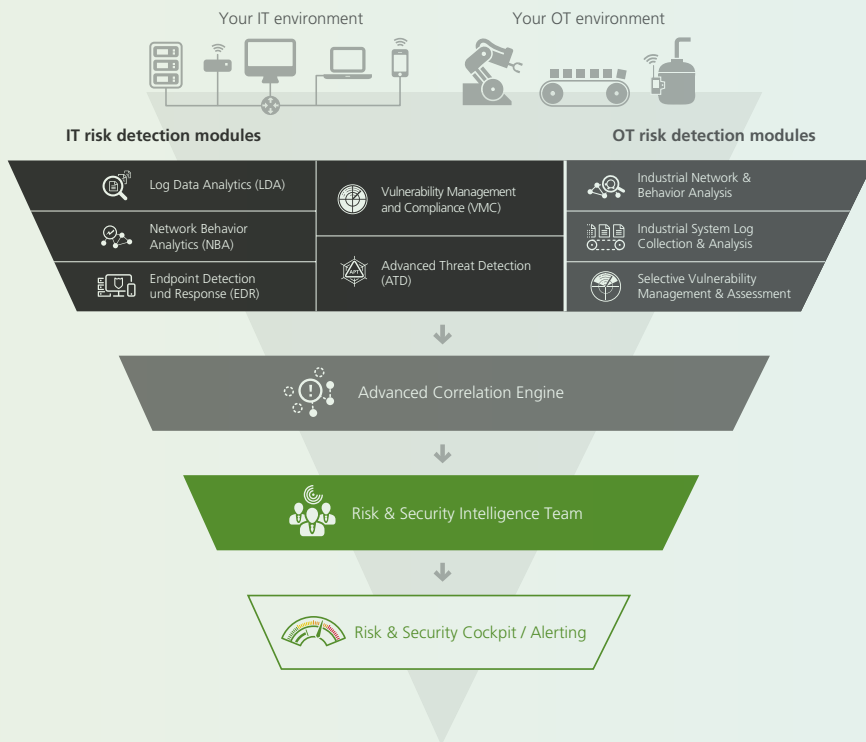 Your IT environment
Your OT environment
IT risk detection modules
OT risk detection modules
Log Data Analytics (LDA)
Network Behavior
Analytics (NBA)
Endpoint Detection
und Response (EDR)
Vulnerability Management
and Compliance (VMC)
APT
Advanced Threat Detection
(ATD)
Industrial Network &
Behavior Analysis
Industrial System Log
Collection & Analysis
Selective Vulnerability
Management & Assessment
Advanced Correlation Engine
Risk & Security Intelligence Team
Risk & Security Cockpit / Alerting